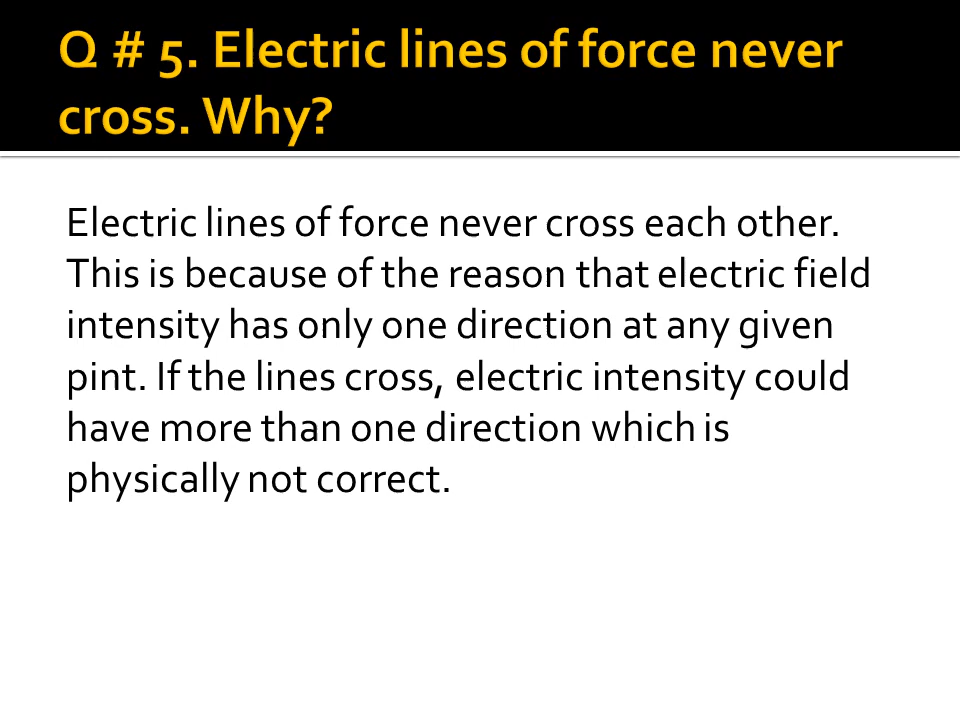 Q # 5. Electric lines of force never
cross. Why?
Electric lines of force never cross each other.
This is because of the reason that electric field
intensity has only one direction at any given
pint. If the lines cross, electric intensity could
have more than one direction which is
physically not correct.